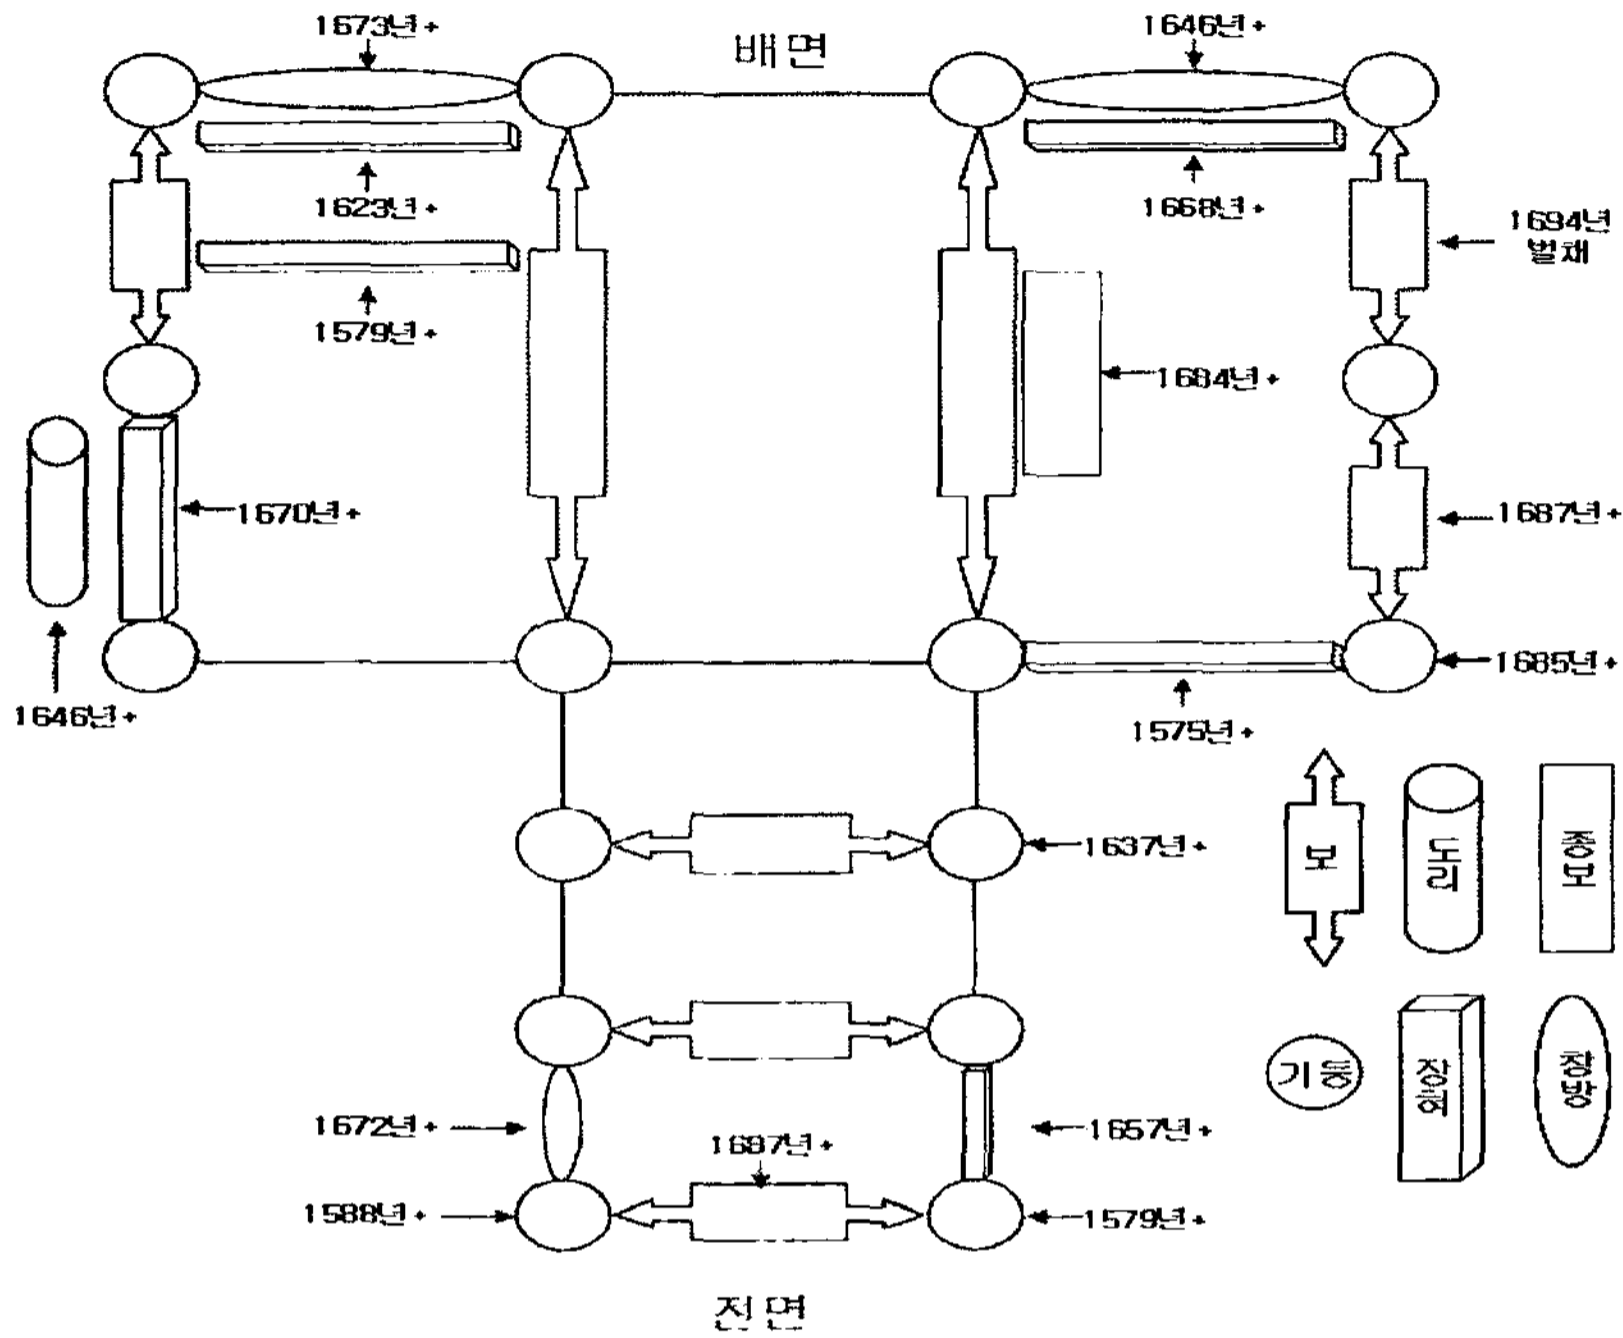 1673년+
배면
1646년+
1623년+
1668년+
1694년
벌채
1579년+
1684년+
1670년+
1687년+
1685년+
1646년+
1575년+
1637년+
보
도리
종보
1672년+
1687년+
1657년+
기둥
장혀
창방
1588년+
1579년+
전면